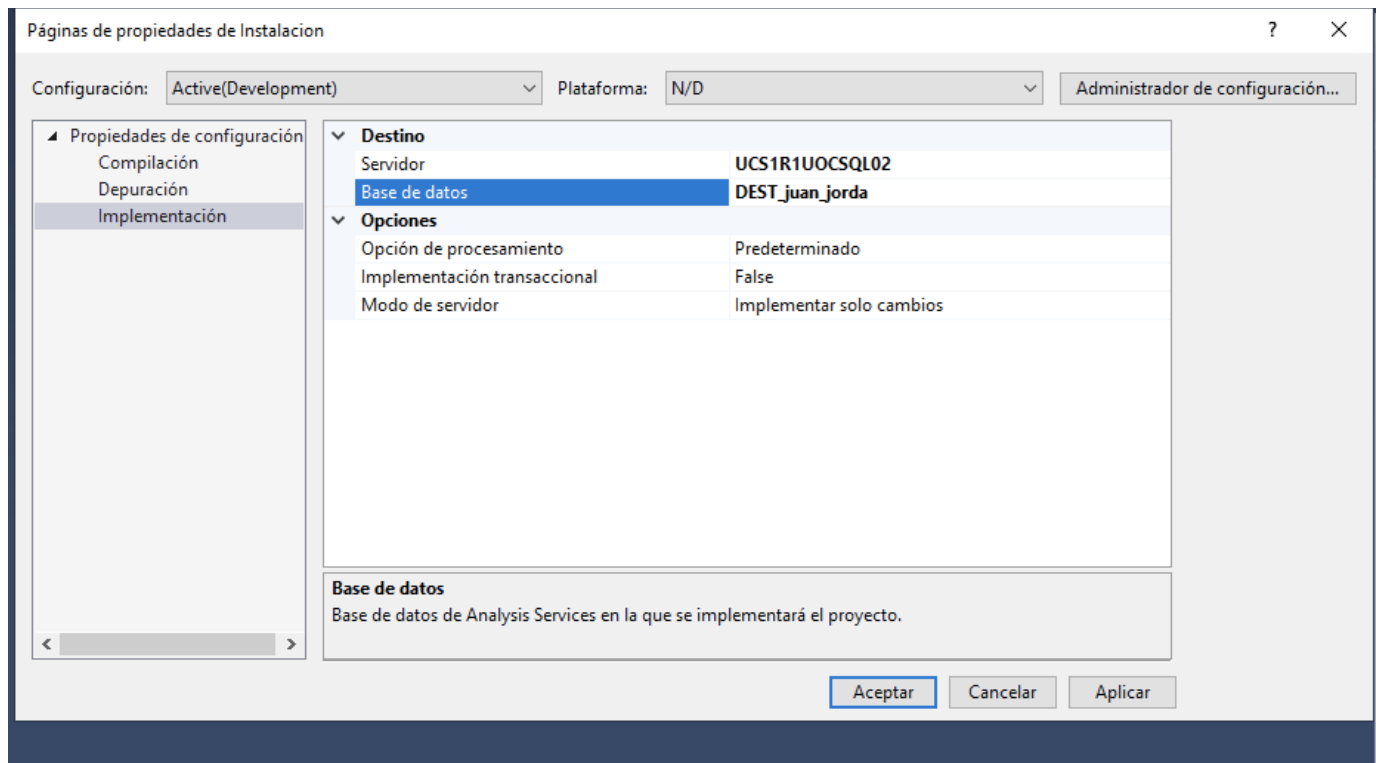 Páginas de propiedades de Instalacion ?
Configuración: Active(Development) Plataforma: N/D Administrador de configuración...
Propiedades de configuración
Compilación
Depuración
Implementación
Destino
Servidor UCS1R1UOCSQL02
Base de datos DEST_juan_jorda
Opciones
Opción de procesamiento Predeterminado
Implementación transaccional False
Modo de servidor Implementar solo cambios
Base de datos
Base de datos de Analysis Services en la que se implementará el proyecto.
Aceptar Cancelar Aplicar